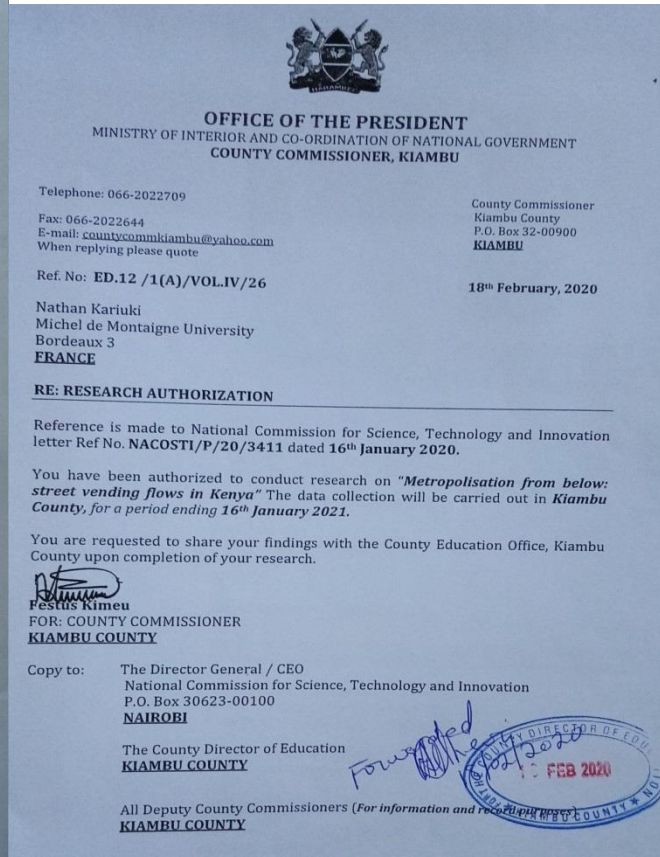 HARAMBEE
OFFICE OF THE PRESIDENT
MINISTRY OF INTERIOR AND CO-ORDINATION OF NATIONAL GOVERNMENT
COUNTY COMMISSIONER, KIAMBU
Telephone: 066-2022709
Fax: 066-2022644
E-mail: countycommkiambu@yahoo.com
When replying please quote
Ref. No: ED.12 /1(A)/VOL.IV/26
County Commissioner
Kiambu County
P.O. Box 32-00900
KIAMBU
18th February, 2020
Nathan Kariuki
Michel de Montaigne University
Bordeaux 3
FRANCE
RE: RESEARCH AUTHORIZATION
Reference is made to National Commission for Science, Technology and Innovation
letter Ref No. NACOSTI/P/20/3411 dated 16th January 2020.
You have been authorized to conduct research on "Metropolisation from below:
street vending flows in Kenya" The data collection will be carried out in Kiambu
County, for a period ending 16th January 2021.
You are requested to share your findings with the County Education Office, Kiambu
County upon completion of your research.
Festus Kimeu
FOR: COUNTY COMMISSIONER
KIAMBU COUNTY
Copy to:
The Director General / CEO
National Commission for Science, Technology and Innovation
P.O. Box 30623-00100
NAIROBI
The County Director of Education
KIAMBU COUNTY
All Deputy County Commissioners (For information and record purposes)
KIAMBU COUNTY
Forwarded
COUNTY DIRECTOR OF
FEB 2020
KIAMBU COUNTY